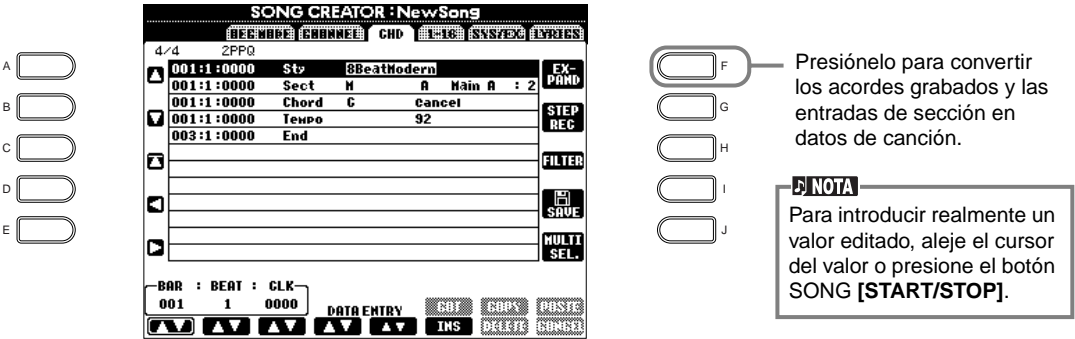 SONG CREATOR : NewSong
REC MODE CHANNEL CHD 1-16 SYS/EX. LYRICS
4/4 2PPQ
001:1:0000 Sty 8BeatModern
001:1:0000 Sect M A Main A : 2
001:1:0000 Chord C Cancel
001:1:0000 Tempo 92
003:1:0000 End
EX-
PAND
STEP
REC
FILTER
SAVE
MULTI
SEL.
BAR : BEAT : CLK
001 1 0000
DATA ENTRY
CUT COPY PASTE
INS DELETE CANCEL
A
B
C
D
E
F
G
H
I
J
Presiónelo para convertir
los acordes grabados y las
entradas de sección en
datos de canción.
NOTA
Para introducir realmente un
valor editado, aleje el cursor
del valor o presione el botón
SONG [START/STOP].